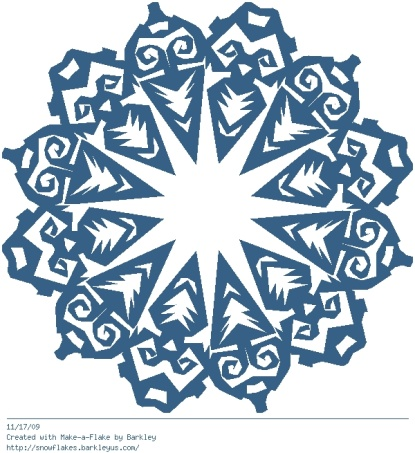 11/17/09
Created with Make-a-Flake by Barkley
http://snowflakes.barkleyus.com/